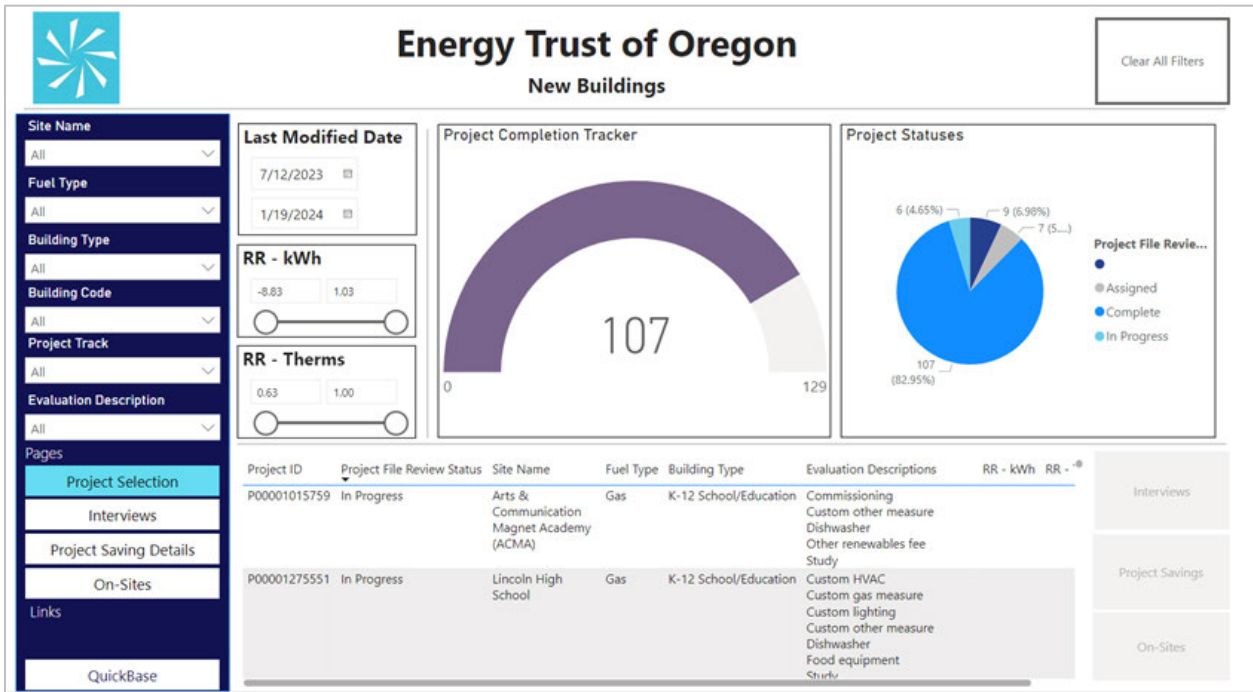 Energy Trust of Oregon
New Buildings
Clear All Filters
Site Name
All
Fuel Type
All
Building Type
All
Building Code
All
Project Track
All
Evaluation Description
All
Pages
Project Selection
Interviews
Project Saving Details
On-Sites
Links
QuickBase
Last Modified Date
7/12/2023
1/19/2024
RR - kWh
-8.83 1.03
RR - Therms
0.63 1.00
Project Completion Tracker
107
0 129
Project Statuses
6 (4.65%) 9 (6.98%)
7 (5....)
107
(82.95%)
Project File Revie...
Assigned
Complete
In Progress
Project ID Project File Review Status Site Name Fuel Type Building Type Evaluation Descriptions RR - kWh RR -
P00001015759 In Progress Arts & Gas K-12 School/Education Commissioning
Communication Custom other measure
Magnet Academy Dishwasher
(ACMA) Other renewables fee
Study
P00001275551 In Progress Lincoln High Gas K-12 School/Education Custom HVAC
School Custom gas measure
Custom lighting
Custom other measure
Dishwasher
Food equipment
Study
Interviews
Project Savings
On-Sites